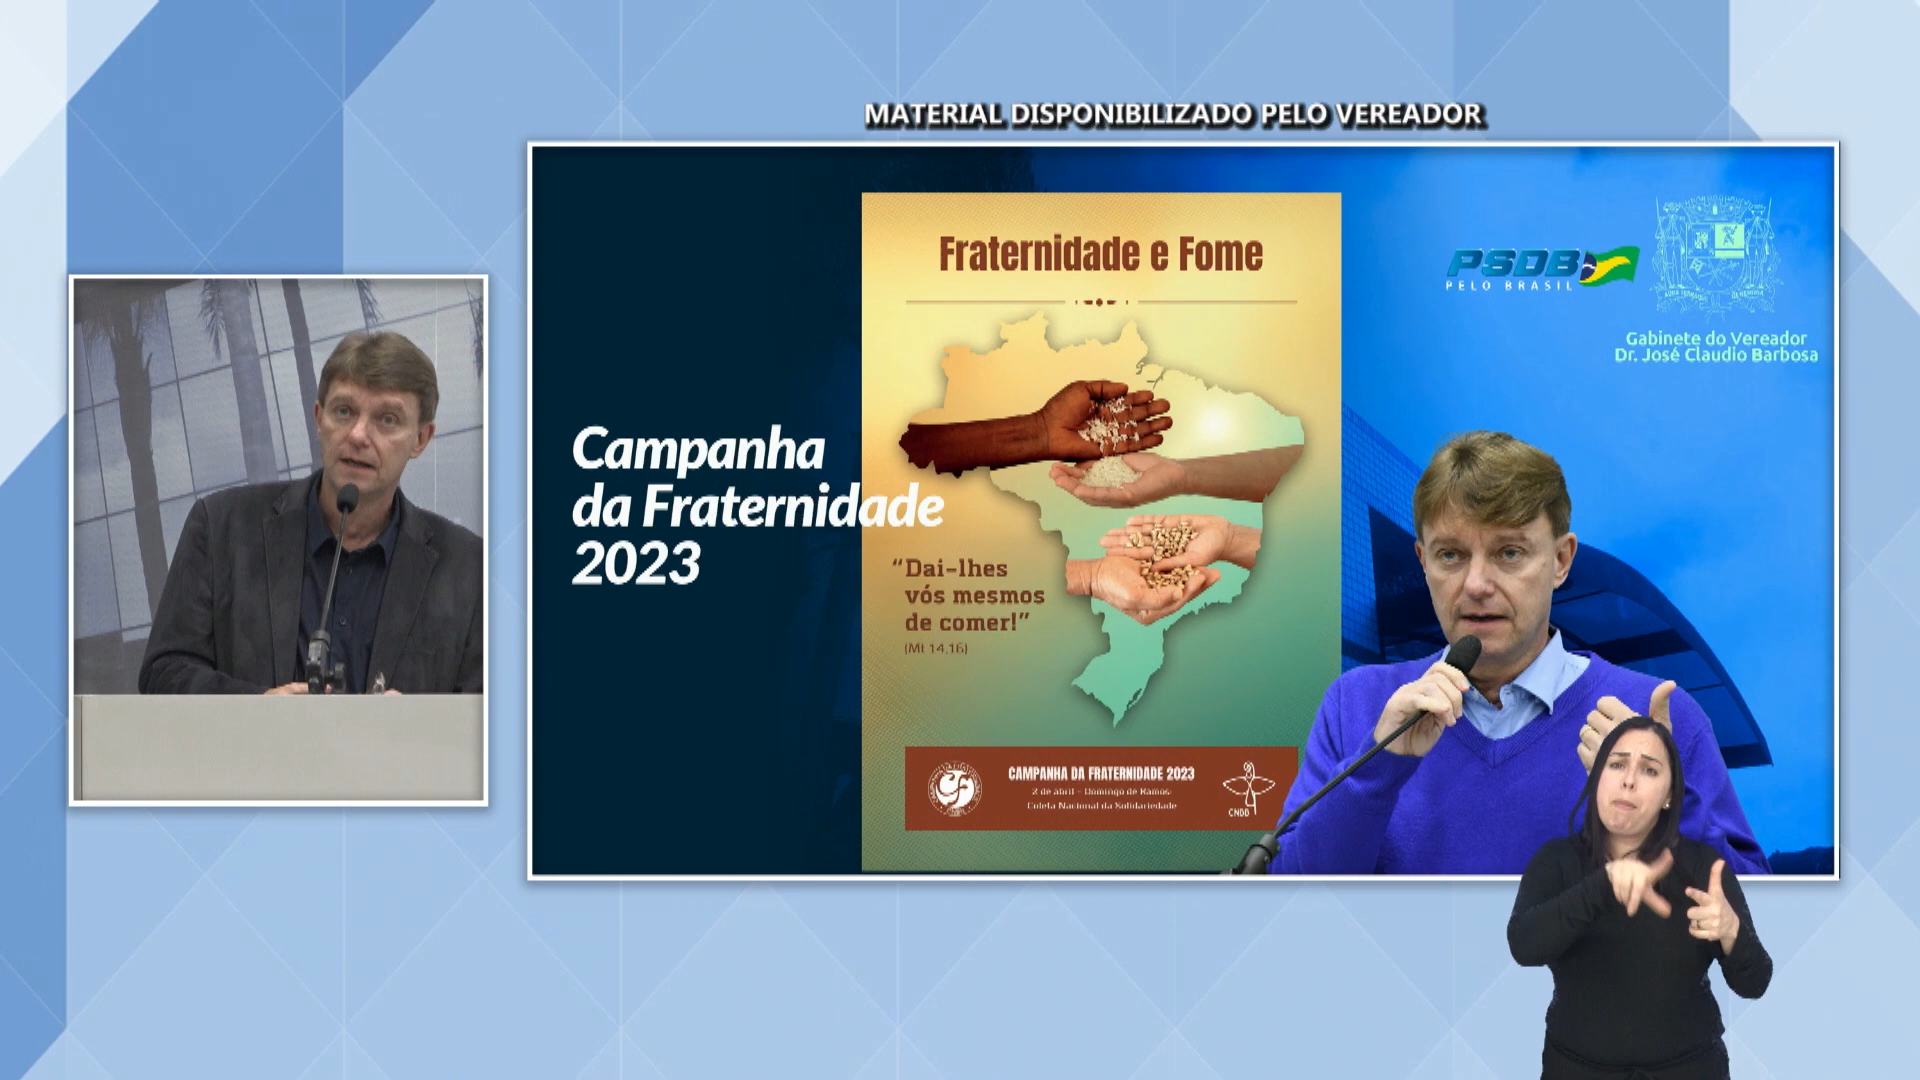 MATERIAL DISPONIBILIZADO PELO VEREADOR
Campanha
da Fraternidade
2023
Fraternidade e Fome
“Dai-lhes
vós mesmos
de comer!”
(Mt 14,16)
CAMPANHA DA FRATERNIDADE 2023
2 de abril - Domingo de Ramos
Coleta Nacional da Solidariedade
PSDB
PELO BRASIL
Gabinete do Vereador
Dr. José Claudio Barbosa